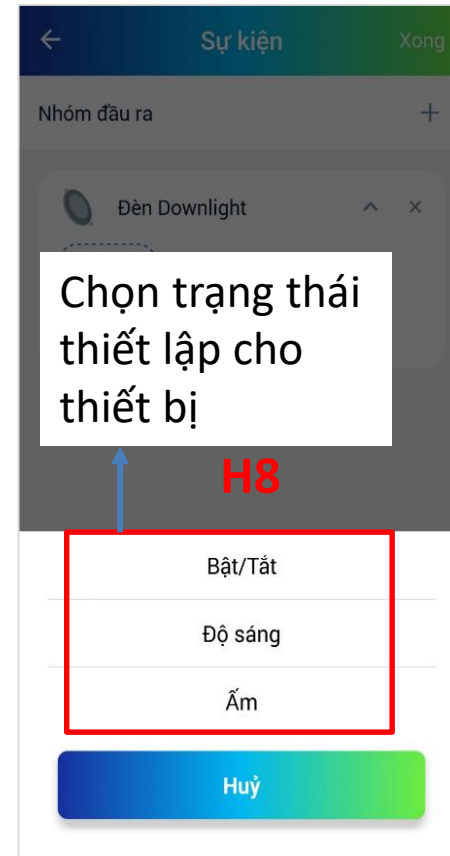 Sự kiện
Xong
Nhóm đầu ra
Đèn Downlight
Chọn trạng thái
thiết lập cho
thiết bị
H8
Bật/Tắt
Độ sáng
Ấm
Huỷ